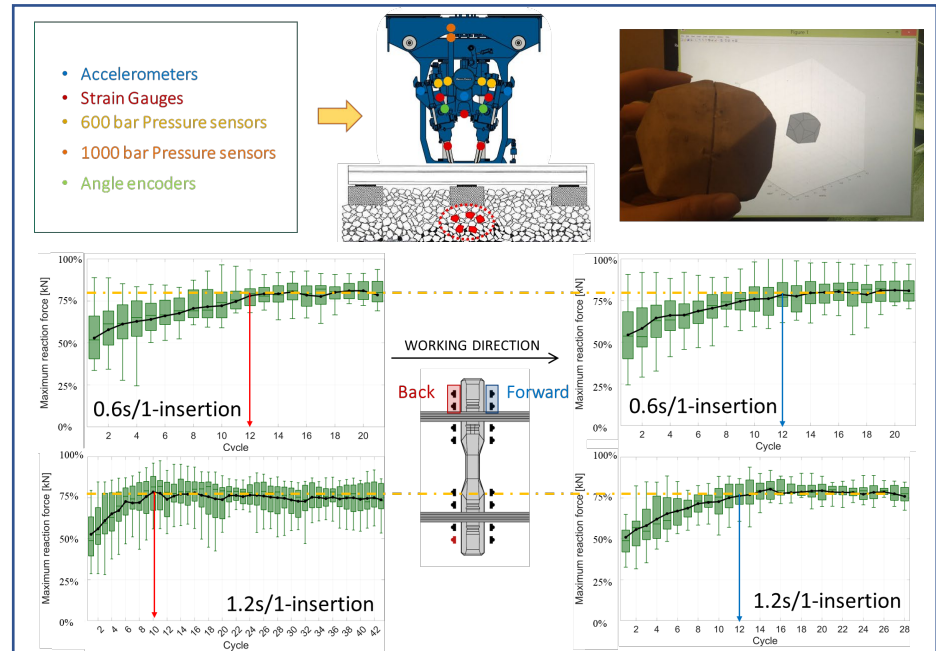 Accelerometers
Strain Gauges
600 bar Pressure sensors
1000 bar Pressure sensors
Angle encoders
Figure 1
Maximum reaction force [kN]
100%
75%
50%
25%
0%
0.6s/1-insertion
2 4 6 8 10 12 14 16 18 20
Cycle
WORKING DIRECTION
Back
Forward
Maximum reaction force [kN]
100%
75%
50%
25%
0%
0.6s/1-insertion
2 4 6 8 10 12 14 16 18 20
Cycle
Maximum reaction force [kN]
100%
75%
50%
25%
0%
1.2s/1-insertion
2 4 6 8 10 12 14 16 18 20 22 24 26 28 30 32 34 36 38 40 42
Cycle
Maximum reaction force [kN]
100%
75%
50%
25%
0%
1.2s/1-insertion
2 4 6 8 10 12 14 16 18 20 22 24 26 28
Cycle